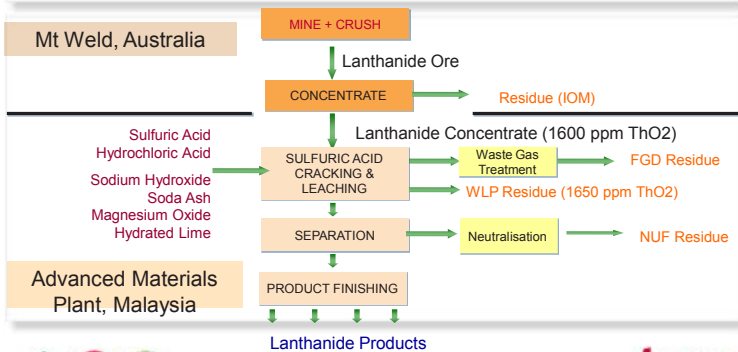 MINE + CRUSH
Mt Weld, Australia
Lanthanide Ore
CONCENTRATE
Residue (IOM)
Lanthanide Concentrate (1600 ppm ThO2)
Sulfuric Acid
Hydrochloric Acid
Sodium Hydroxide
Soda Ash
Magnesium Oxide
Hydrated Lime
SULFURIC ACID
CRACKING &
LEACHING
Waste Gas
Treatment
FGD Residue
WLP Residue (1650 ppm ThO2)
SEPARATION
Neutralisation
NUF Residue
Advanced Materials
Plant, Malaysia
PRODUCT FINISHING
Lanthanide Products